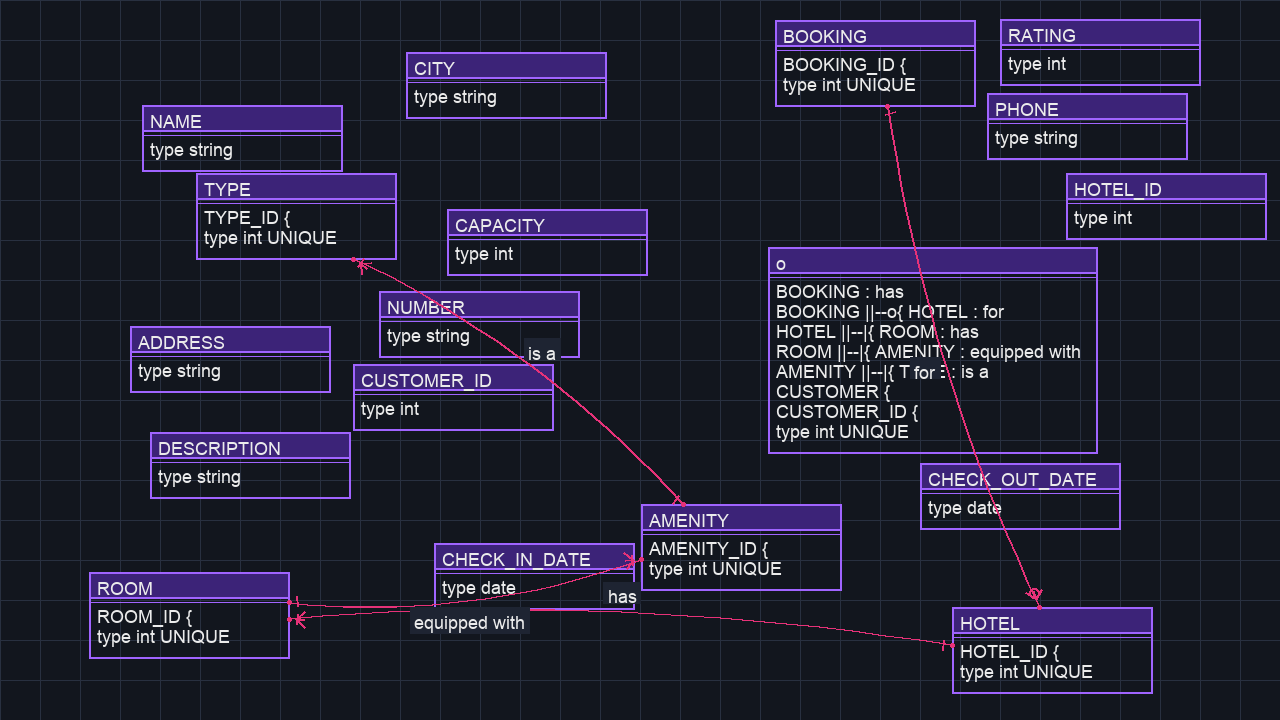 BOOKING
BOOKING_ID {
type int UNIQUE
RATING
type int
CITY
type string
PHONE
type string
NAME
type string
TYPE
TYPE_ID {
type int UNIQUE
HOTEL_ID
type int
CAPACITY
type int
o
BOOKING : has
BOOKING ||--o{ HOTEL : for
HOTEL ||--|{ ROOM : has
ROOM ||--|{ AMENITY : equipped with
AMENITY ||--|{ : is a
CUSTOMER {
CUSTOMER_ID {
type int UNIQUE
for
NUMBER
type string
is a
ADDRESS
type string
CUSTOMER_ID
type int
DESCRIPTION
type string
CHECK_OUT_DATE
type date
AMENITY
AMENITY_ID {
type int UNIQUE
CHECK_IN_DATE
type date
has
equipped with
ROOM
ROOM_ID {
type int UNIQUE
HOTEL
HOTEL_ID {
type int UNIQUE